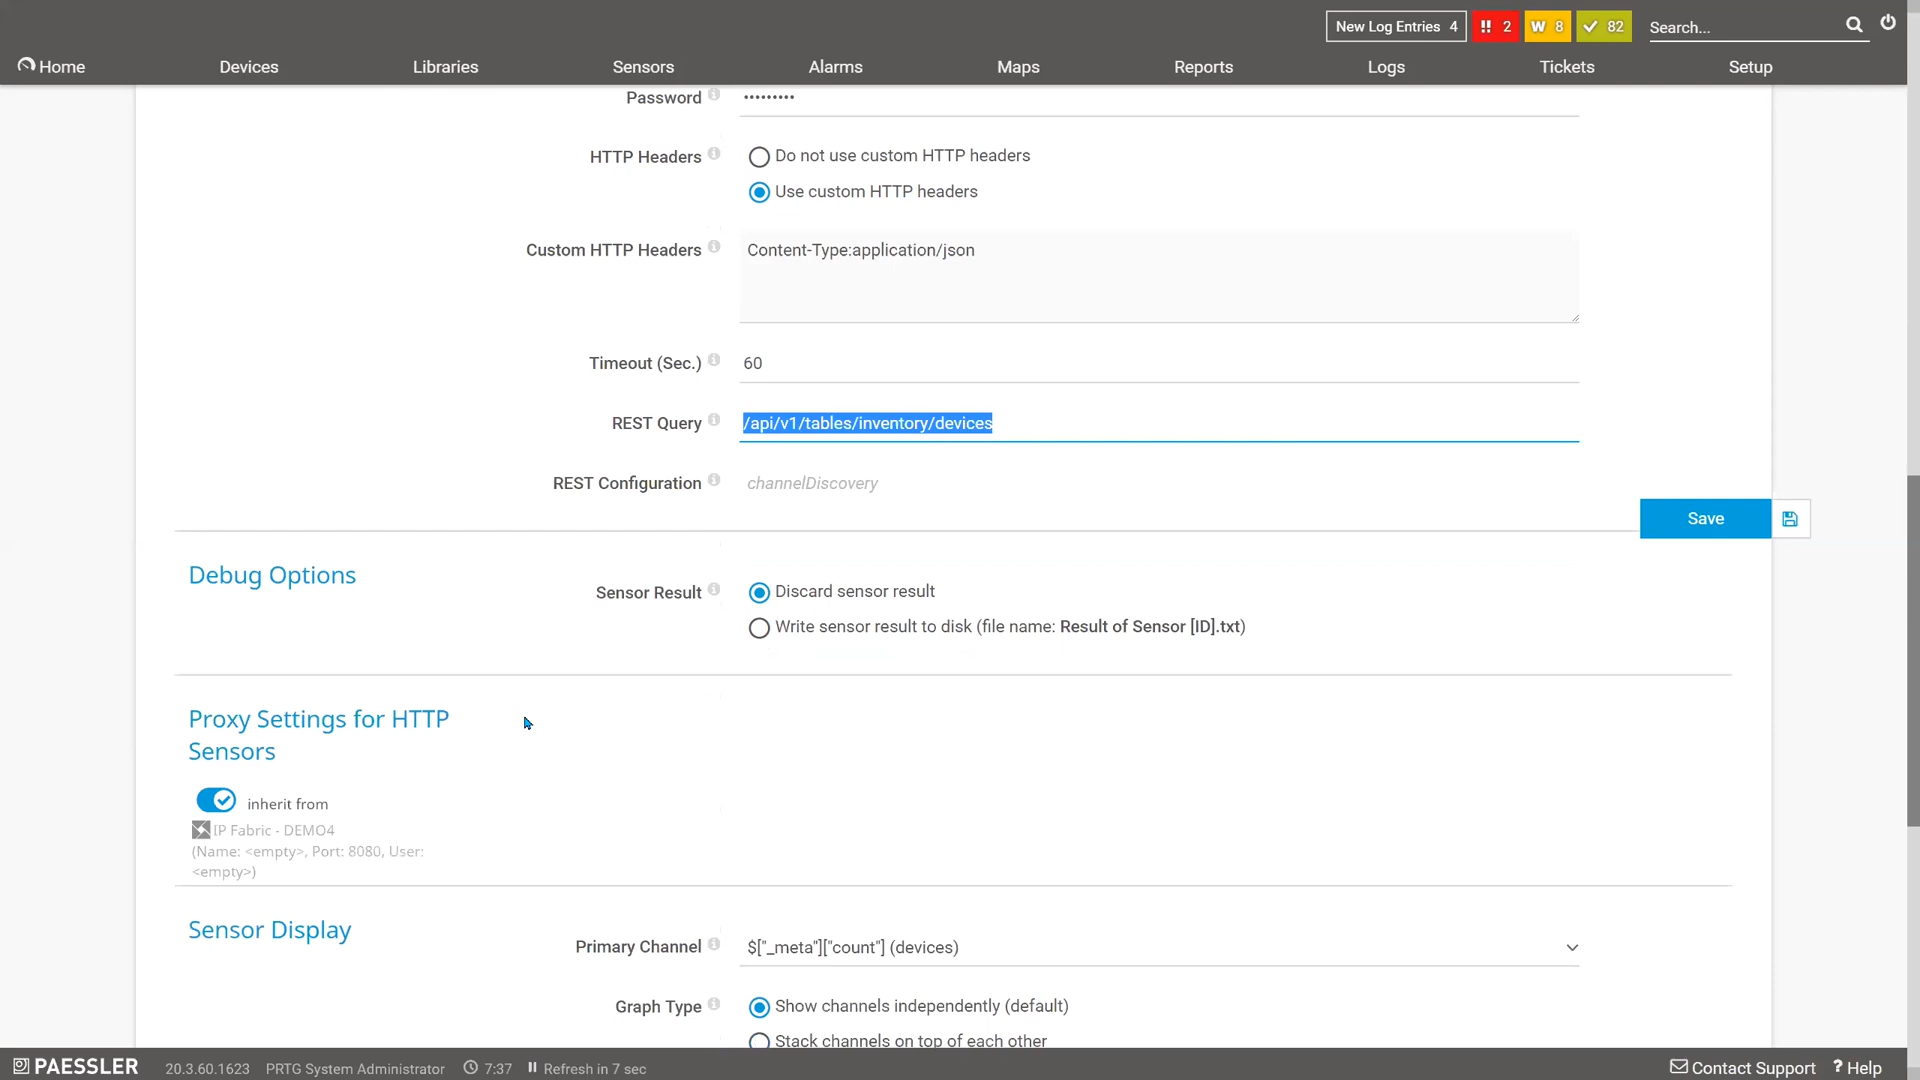 New Log Entries 4
!! 2
W 8
82
Search...
Home
Devices
Libraries
Sensors
Alarms
Maps
Reports
Logs
Tickets
Setup
Password
•••••••••
HTTP Headers
Do not use custom HTTP headers
Use custom HTTP headers
Custom HTTP Headers
Content-Type:application/json
Timeout (Sec.)
60
REST Query
/api/v1/tables/inventory/devices
REST Configuration
channelDiscovery
Save
Debug Options
Sensor Result
Discard sensor result
Write sensor result to disk (file name: Result of Sensor [ID].txt)
Proxy Settings for HTTP
Sensors
inherit from
IP Fabric - DEMO4
(Name: <empty>, Port: 8080, User:
<empty>)
Sensor Display
Primary Channel
$["_meta"]["count"] (devices)
Graph Type
Show channels independently (default)
Stack channels on top of each other
PAESSLER
20.3.60.1623
PRTG System Administrator
7:37
Refresh in 7 sec
Contact Support
? Help